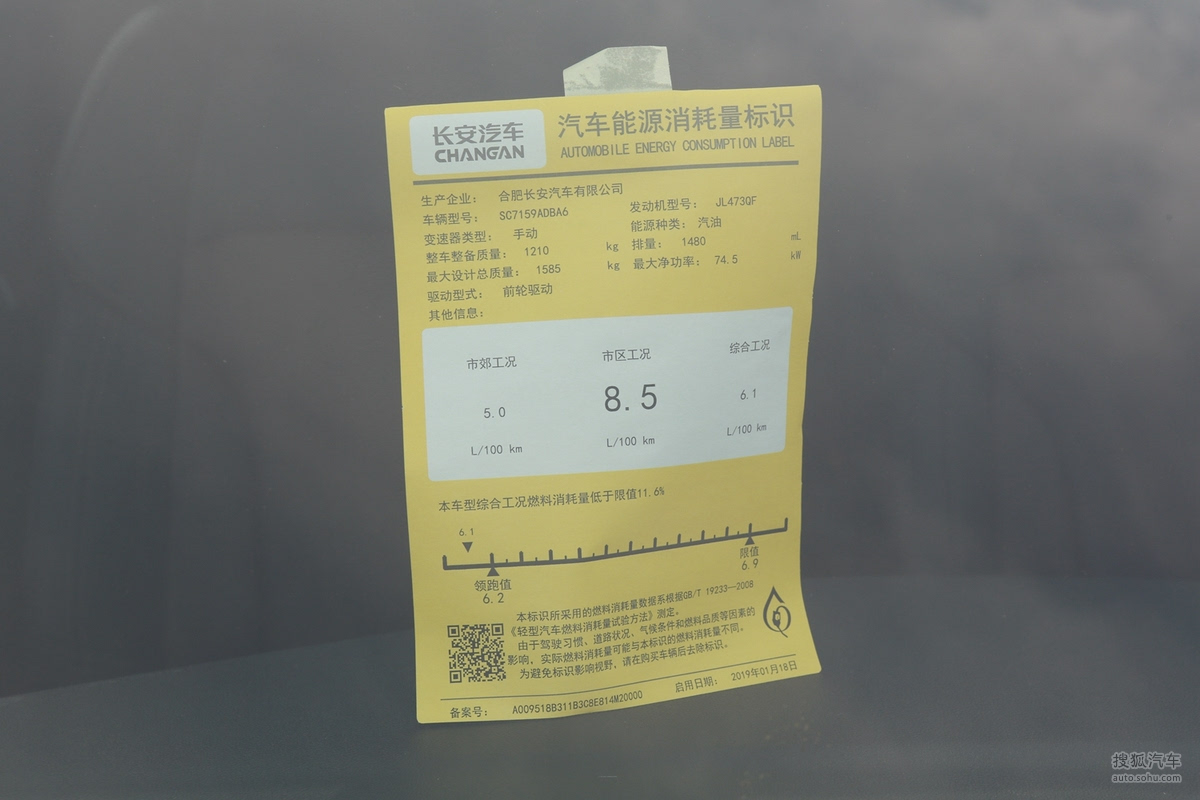 长安汽车
CHANGAN
汽车能源消耗量标识
AUTOMOBILE ENERGY CONSUMPTION LABEL
生产企业： 合肥长安汽车有限公司
车辆型号： SC7159ADBA6 发动机型号： JL473QF
变速器类型： 手动 能源种类： 汽油
整车整备质量： 1210 kg 排量： 1480 mL
最大设计总质量： 1585 kg 最大净功率： 74.5 kW
驱动型式： 前轮驱动
其他信息：
市郊工况 市区工况 综合工况
5.0 8.5 6.1
L/100 km L/100 km L/100 km
本车型综合工况燃料消耗量低于限值11.6%
6.1
领跑值 限值
6.2 6.9
本标识所采用的燃料消耗量数据系根据GB/T 19233—2008
《轻型汽车燃料消耗量试验方法》测定。
由于驾驶习惯、道路状况、气候条件和燃料品质等因素的
影响，实际燃料消耗量可能与本标识的燃料消耗量不同。
为避免标识影响视野，请在购买车辆后去除标识。
备案号： A009518B311B3C8E814M20000 启用日期： 2019年01月18日
搜狐汽车
auto.sohu.com